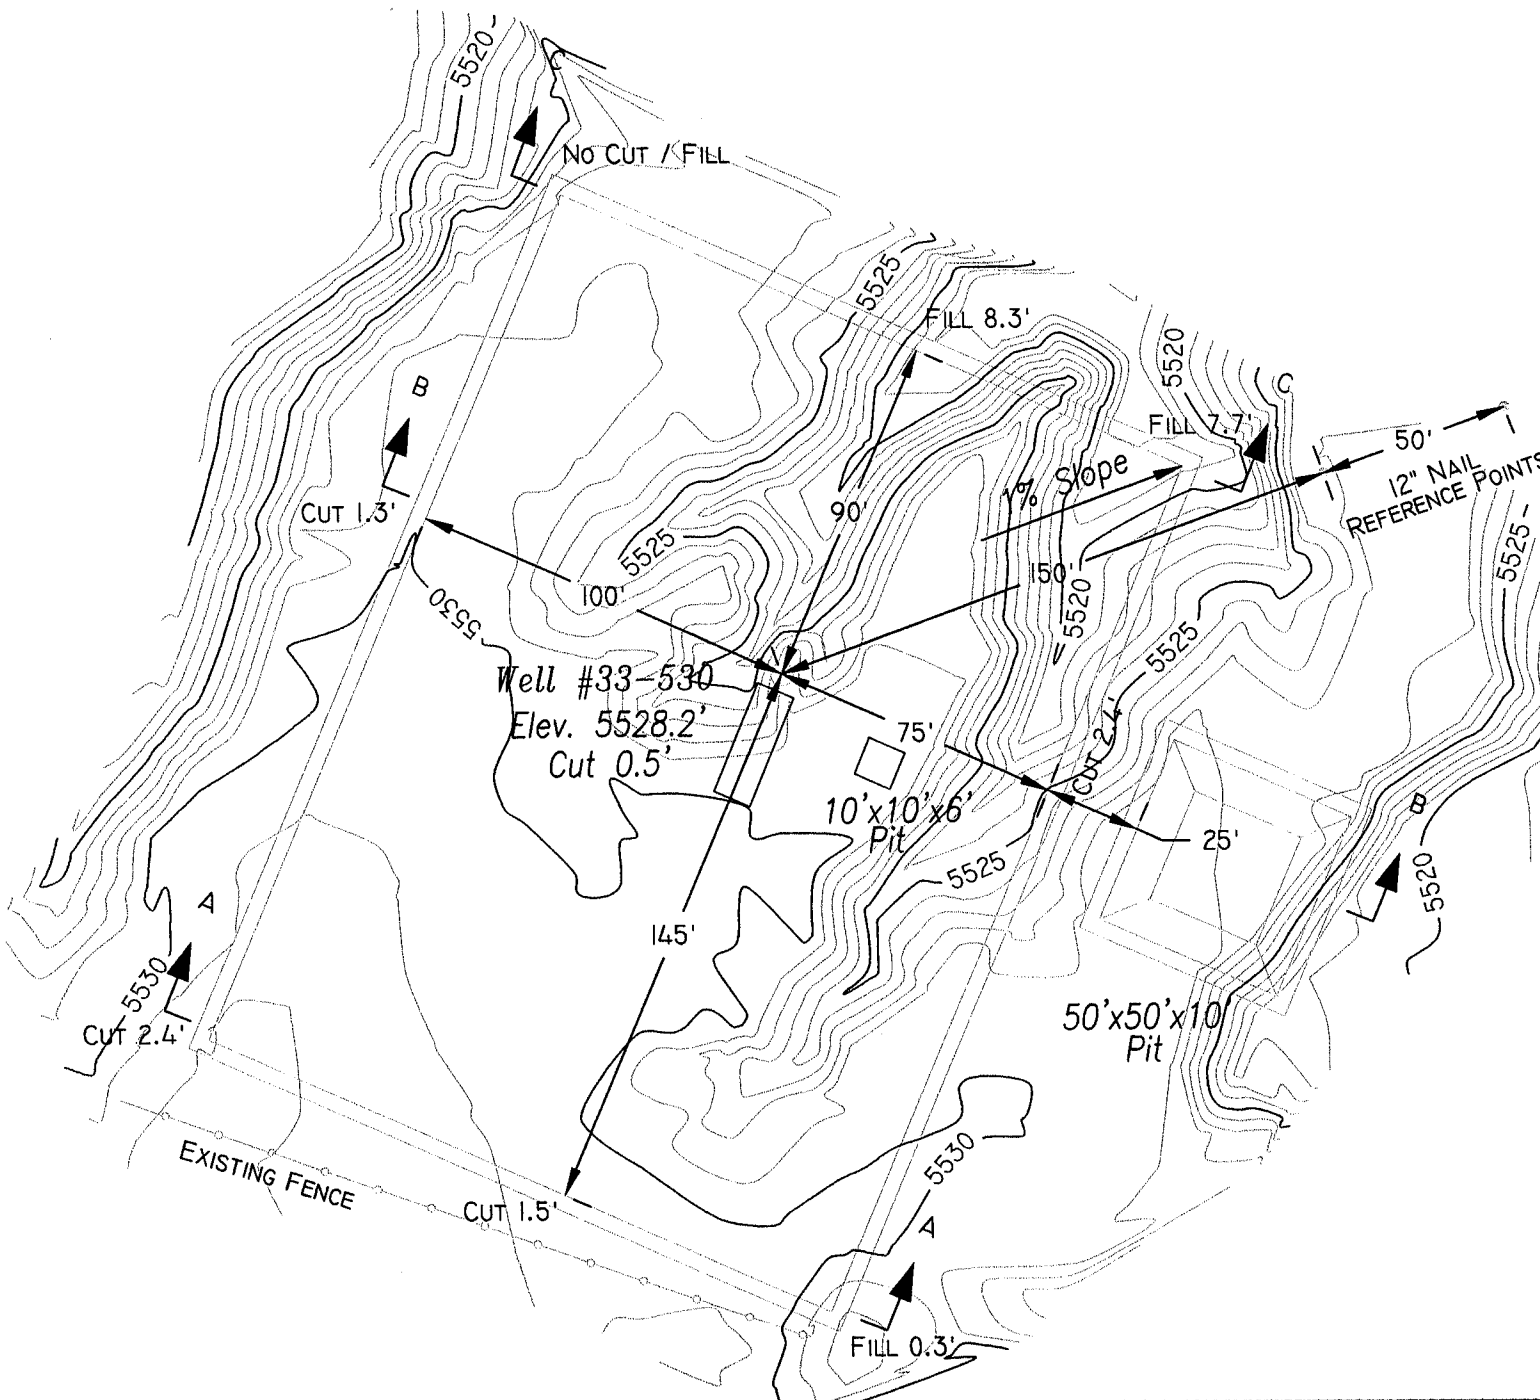 5520'
C
No Cut / Fill
5525
Fill 8.3'
5520
C
B
Fill 7.7'
50'
1% Slope
12" Nail
Reference Points
Cut 1.3'
90'
5525
5525
150'
100'
5530
5520
5525
Well #33-530
Elev. 5528.2'
Cut 0.5'
Cut 2.4'
75'
10'x10'x6'
Pit
B
25'
5525
5520
A
145'
5530
Cut 2.4'
50'x50'x10'
Pit
Existing Fence
5530
Cut 1.5'
A
Fill 0.3'